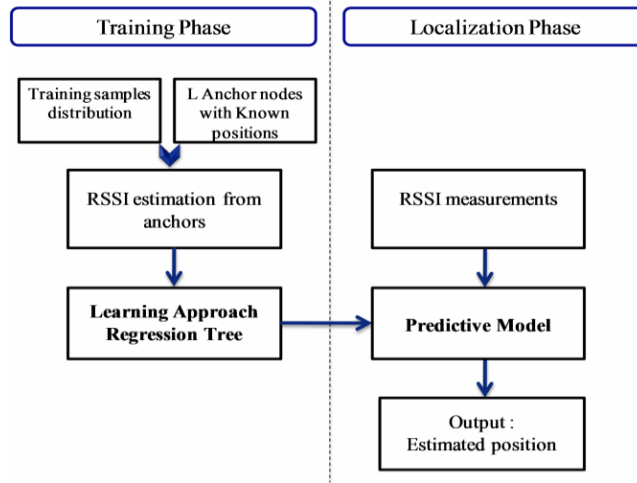 Training Phase
Localization Phase
Training samples
distribution
L Anchor nodes
with Known
positions
RSSI estimation from
anchors
RSSI measurements
Learning Approach
Regression Tree
Predictive Model
Output :
Estimated position